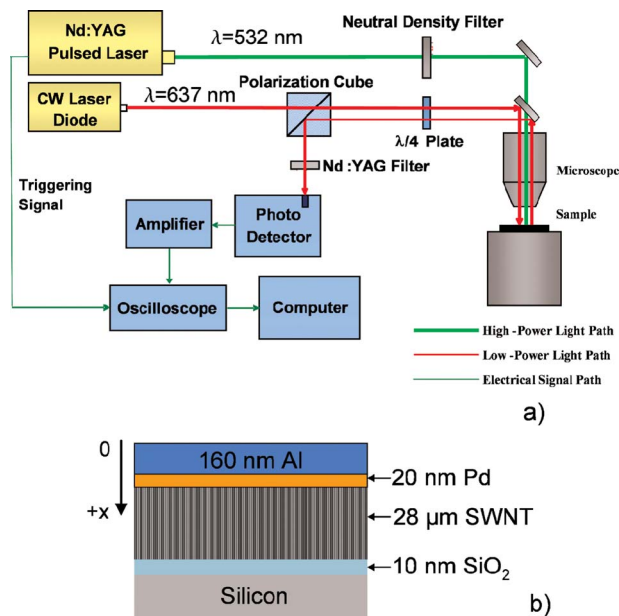 Nd:YAG
Pulsed Laser
λ=532 nm
Neutral Density Filter
CW Laser
Diode
λ=637 nm
Polarization Cube
λ/4 Plate
Nd :YAG Filter
Microscope
Triggering
Signal
Amplifier
Photo
Detector
Sample
Oscilloscope
Computer
High -Power Light Path
Low -Power Light Path
Electrical Signal Path
a)
0
160 nm Al
20 nm Pd
+x
28 μm SWNT
10 nm SiO₂
Silicon
b)